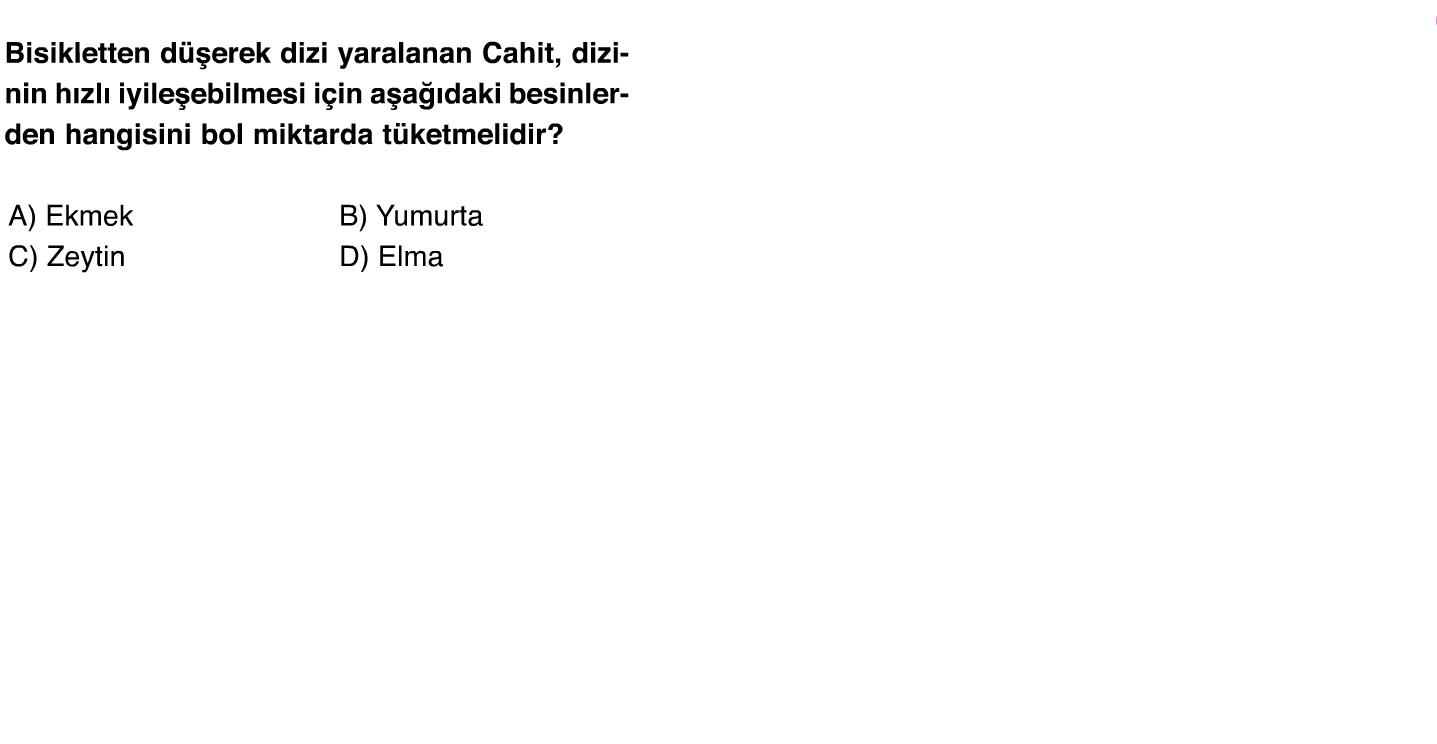 Bisikletten düşerek dizi yaralanan Cahit, dizi-
nin hızlı iyileşebilmesi için aşağıdaki besinler-
den hangisini bol miktarda tüketmelidir?
A) Ekmek B) Yumurta
C) Zeytin D) Elma